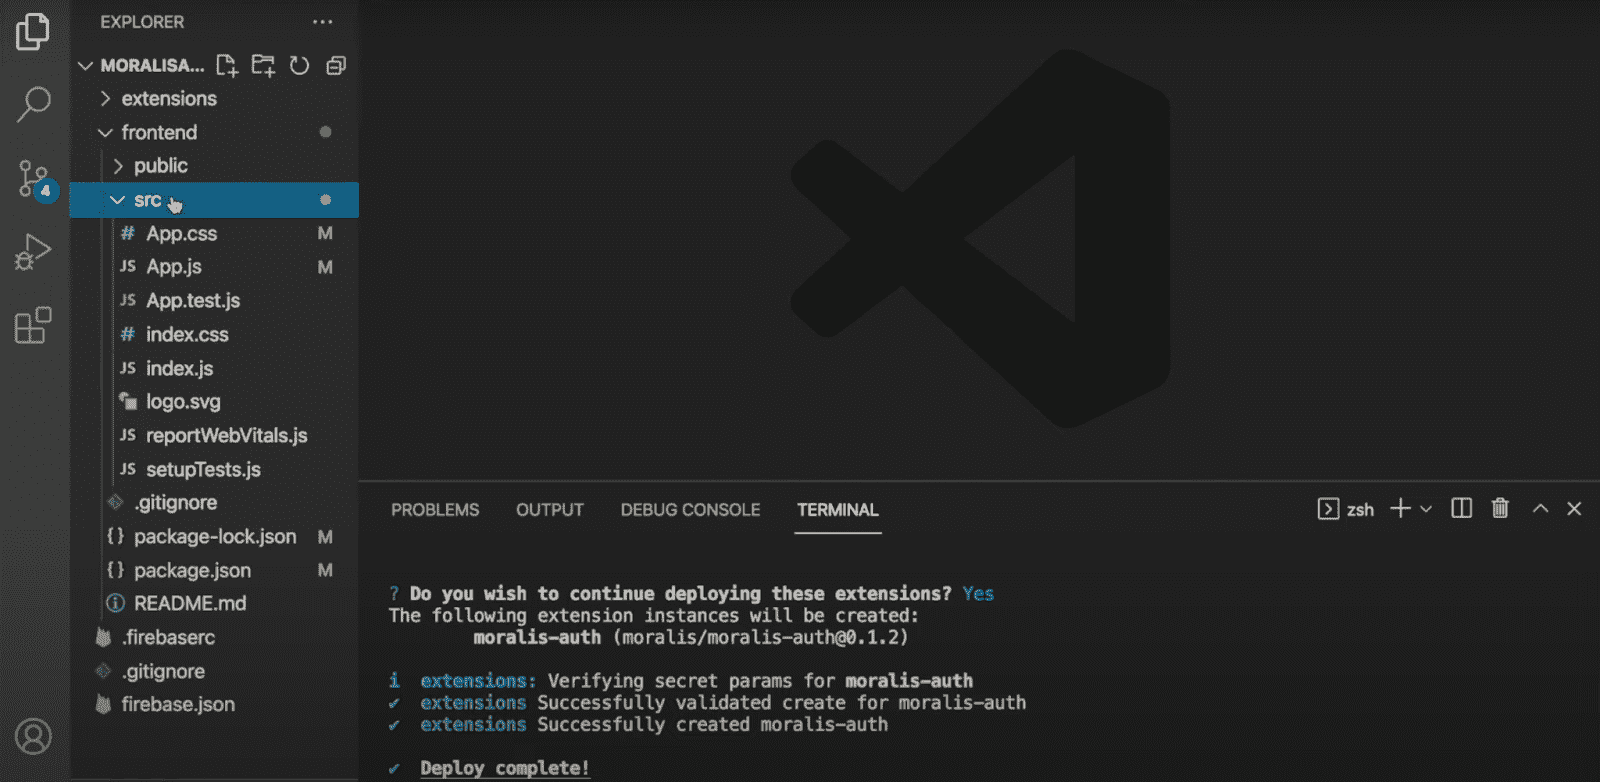 EXPLORER
MORALISA...
extensions
frontend
public
src
4
# App.css M
JS App.js M
JS App.test.js
# index.css
JS index.js
logo.svg
JS reportWebVitals.js
JS setupTests.js
.gitignore
{} package-lock.json M
{} package.json M
README.md
.firebaserc
.gitignore
firebase.json
PROBLEMS OUTPUT DEBUG CONSOLE TERMINAL zsh
? Do you wish to continue deploying these extensions? Yes
The following extension instances will be created:
moralis-auth (moralis/moralis-auth@0.1.2)
i extensions: Verifying secret params for moralis-auth
✔ extensions Successfully validated create for moralis-auth
✔ extensions Successfully created moralis-auth
✔ Deploy complete!